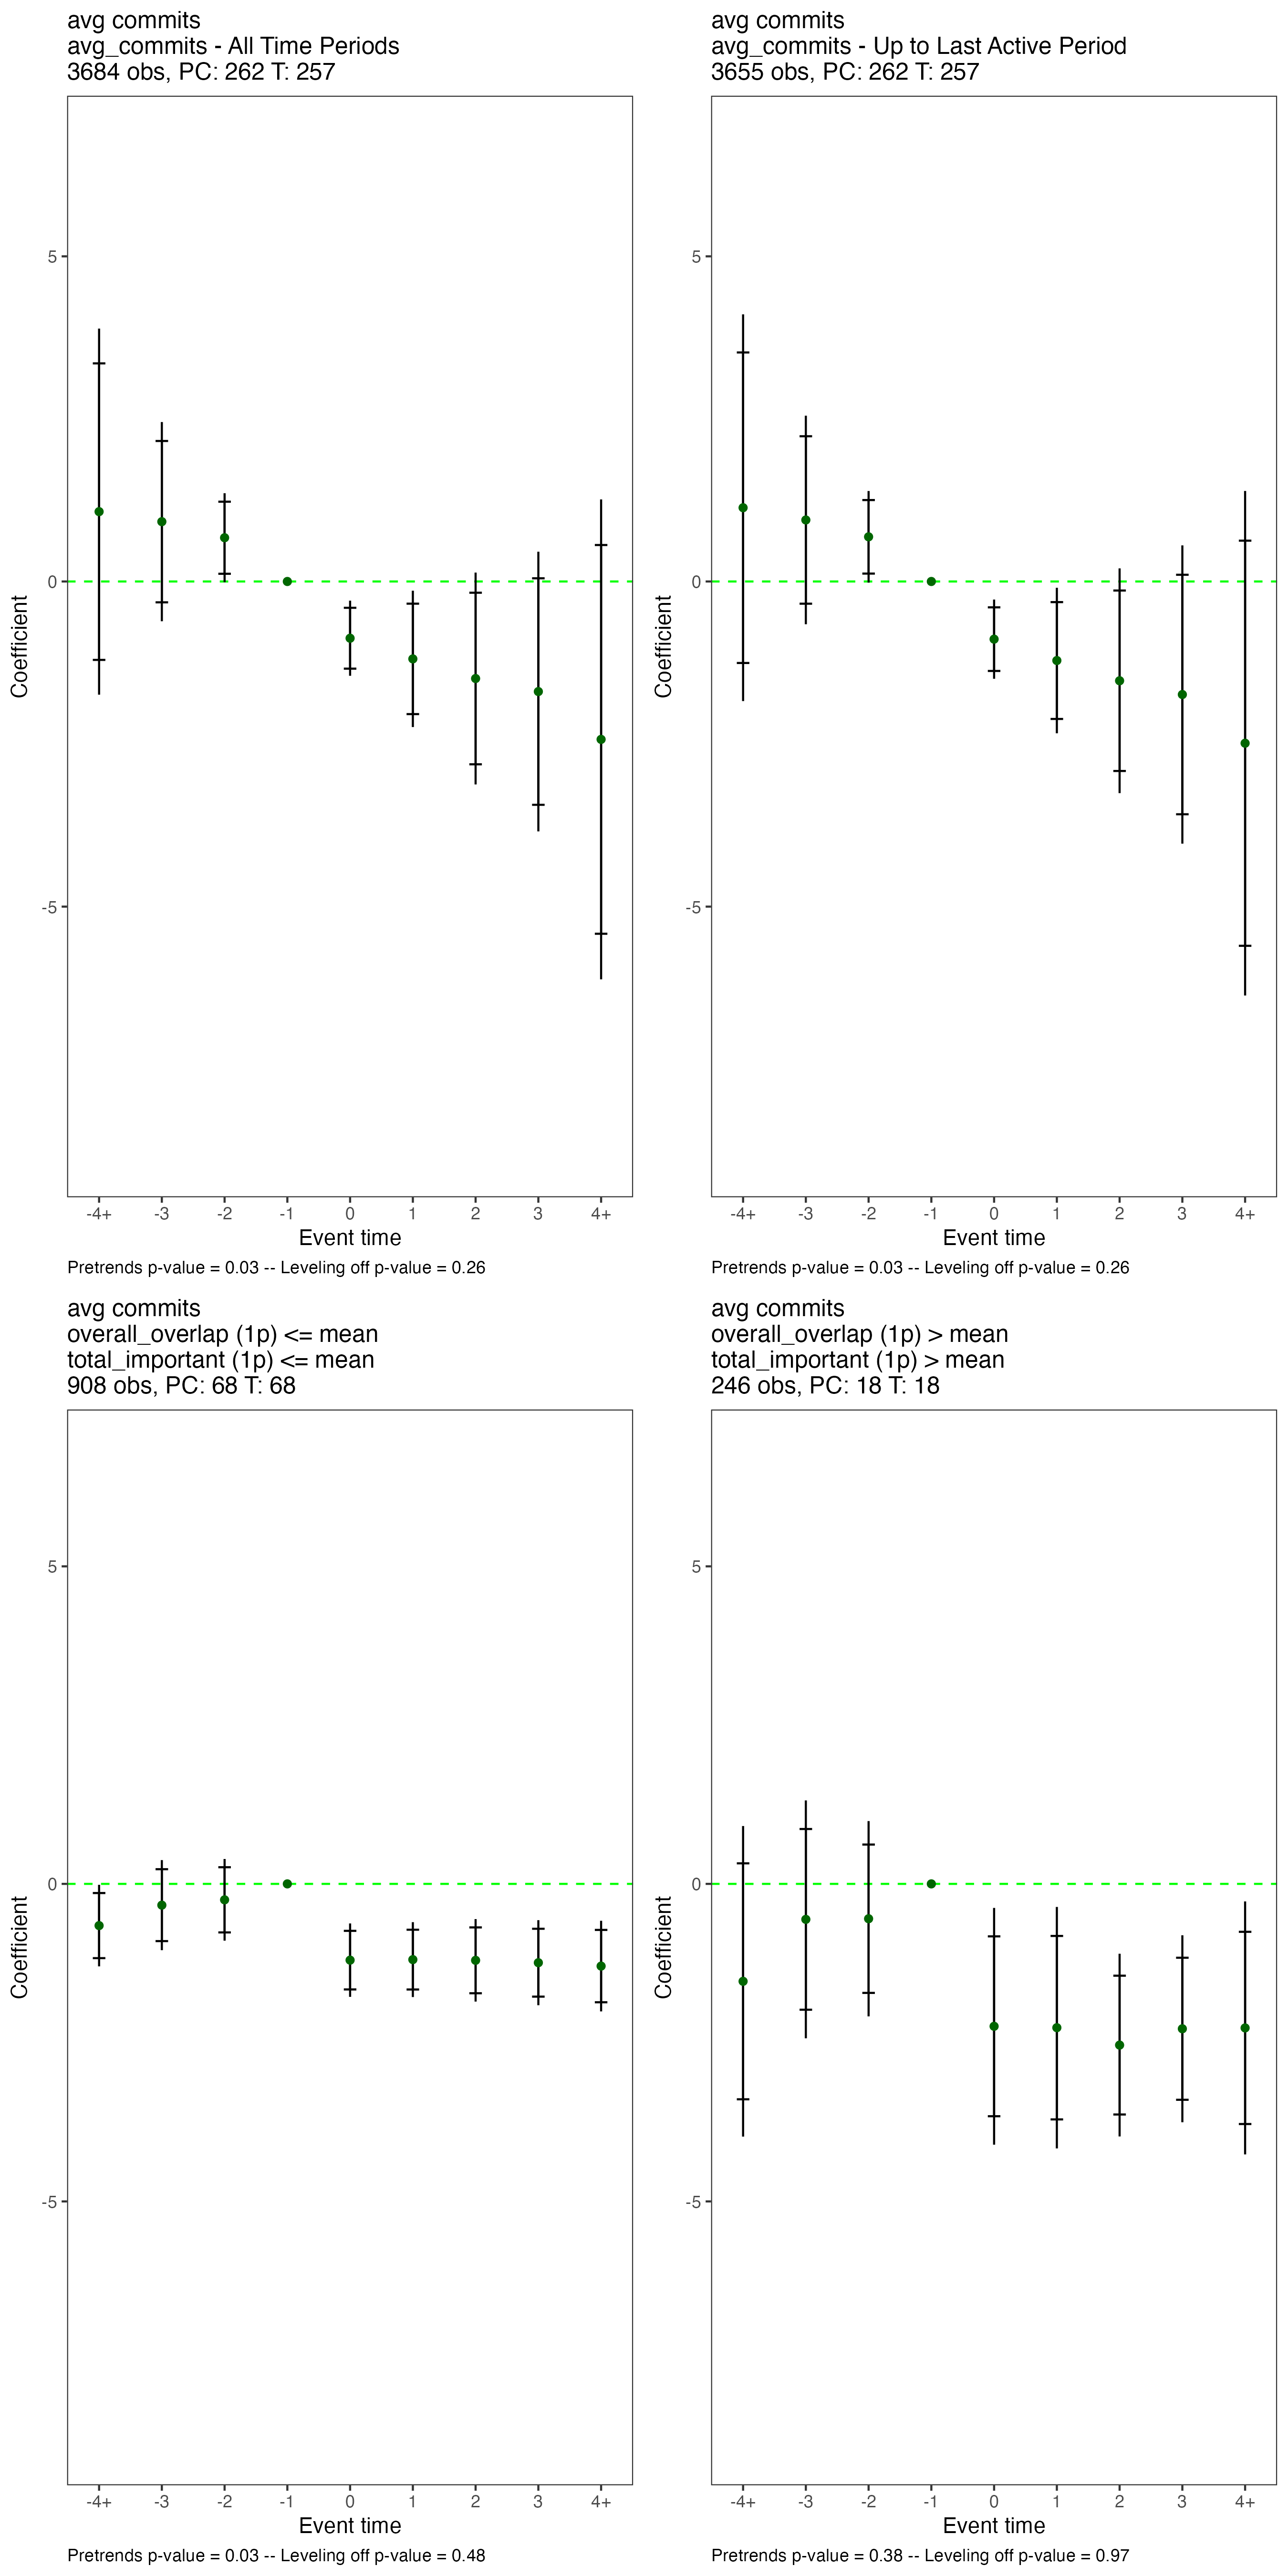 avg commits
avg_commits - All Time Periods
3684 obs, PC: 262 T: 257
5
0
-5
Coefficient
-4+ -3 -2 -1 0 1 2 3 4+
Event time
Pretrends p-value = 0.03 -- Leveling off p-value = 0.26
avg commits
avg_commits - Up to Last Active Period
3655 obs, PC: 262 T: 257
5
0
-5
Coefficient
-4+ -3 -2 -1 0 1 2 3 4+
Event time
Pretrends p-value = 0.03 -- Leveling off p-value = 0.26
avg commits
overall_overlap (1p) <= mean
total_important (1p) <= mean
908 obs, PC: 68 T: 68
5
0
-5
Coefficient
-4+ -3 -2 -1 0 1 2 3 4+
Event time
Pretrends p-value = 0.03 -- Leveling off p-value = 0.48
avg commits
overall_overlap (1p) > mean
total_important (1p) > mean
246 obs, PC: 18 T: 18
5
0
-5
Coefficient
-4+ -3 -2 -1 0 1 2 3 4+
Event time
Pretrends p-value = 0.38 -- Leveling off p-value = 0.97